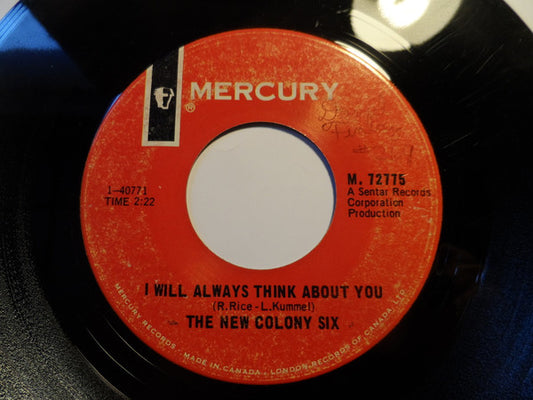 MERCURY
®
1-40771
TIME 2:22
M. 72775
A Sentar Records
Corporation
Production
I WILL ALWAYS THINK ABOUT YOU
(R.Rice - L.Kummel)
THE NEW COLONY SIX
MERCURY RECORDS · MADE IN CANADA, LONDON RECORDS OF CANADA LTD.